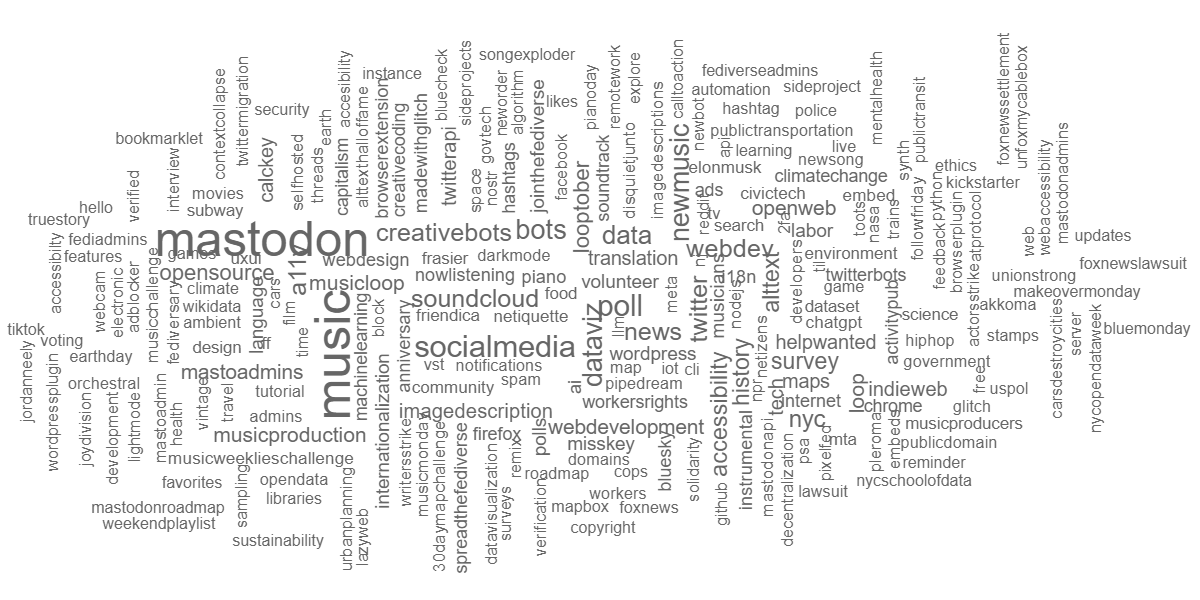 mastodon
music
socialmedia
creativebots
bots
soundcloud
newmusic
dataviz
poll
data
news
webdev
twitter
nyc
a11y
opensource
musicloop
looptober
openweb
alttext
history
survey
accessibility
loop
tech
maps
indieweb
chrome
helpwanted
labor
webdevelopment
imagedescription
musicproduction
mastoadmins
internationalization
language
songexploder
instance
accesibility
security
earth
twittermigration
contextcollapse
bookmarklet
interview
verified
hello
truestory
movies
subway
calckey
selfhosted
threads
capitalism
alttexthalloffame
browserextension
creativecoding
madewithglitch
twitterapi
bluecheck
sideprojects
space
nostr
govtech
neworder
hashtags
algorithm
jointhefediverse
likes
facebook
pianoday
remotework
explore
soundtrack
disquietjunto
imagedescriptions
calltoaction
newbot
fediverseadmins
automation
sideproject
hashtag
police
publictransportation
api
learning
live
newsong
elonmusk
climatechange
ads
civictech
embed
tv
reddit
search
2fa
toots
nasa
trains
synth
mentalhealth
publictransit
followfriday
feedback
python
browserplugin
ethics
kickstarter
foxnewssettlement
unfoxmycablebox
webaccessibility
web
mastodonadmins
updates
foxnewslawsuit
unionstrong
makeovermonday
akkoma
bluemonday
nycopendataweek
server
carsdestroycities
stamps
actorsstrike
atprotocol
science
hiphop
government
free
uspol
glitch
musicproducers
publicdomain
reminder
nycschoolofdata
embeds
pleroma
activitypub
environment
twitterbots
til
game
developers
dataset
chatgpt
internet
i18n
nodejs
netizens
npr
musicians
translation
volunteer
meta
llm
wordpress
map
iot
cli
pipedream
workersrights
ai
misskey
domains
cops
bluesky
solidarity
workers
foxnews
mapbox
copyright
roadmap
verification
polls
remix
surveys
datavisualization
firefox
spreadthefediverse
30daymapchallenge
musicmonday
writersstrike
community
spam
notifications
vst
netiquette
friendica
food
piano
nowlistening
frasier
darkmode
webdesign
block
anniversary
machinelearning
uxui
games
fediadmins
features
accessiblity
webcam
electronic
adblocker
musicchallenge
fediversary
climate
wikidata
ambient
cars
film
time
ff
design
tutorial
admins
travel
vintage
health
mastoadmin
lightmode
development
joydivision
orchestral
earthday
voting
tiktok
jordanneely
wordpressplugin
musicweeklieschallenge
favorites
opendata
libraries
sampling
mastodonroadmap
weekendplaylist
sustainability
urbanplanning
lazyweb
instrumental
github
mastodonapi
decentralization
psa
pixelfed
mta
lawsuit